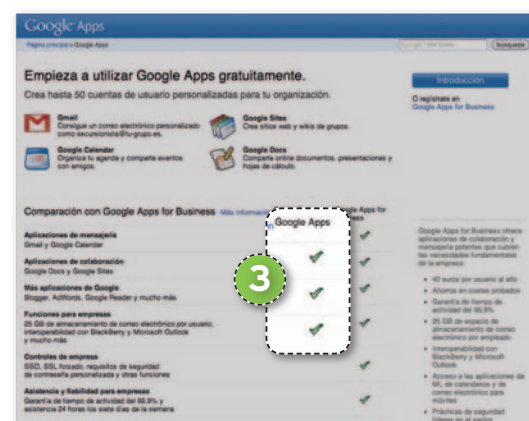 Google Apps
Página principal > Google Apps
búsqueda
Empieza a utilizar Google Apps gratuitamente.
Crea hasta 50 cuentas de usuario personalizadas para tu organización.
Gmail
Consigue un correo electrónico personalizado
como excursionista@tu-grupo.es.
Google Sites
Crea sitios web y wikis de grupos.
Google Calendar
Organiza tu agenda y comparte eventos
con amigos.
Google Docs
Comparte online documentos, presentaciones y
hojas de cálculo.
Introducción
O regístrate en
Google Apps for Business
Comparación con Google Apps for Business Más información
Google Apps
Google Apps for
Aplicaciones de mensajería
Gmail y Google Calendar
Aplicaciones de colaboración
Google Docs y Google Sites
Más aplicaciones de Google
Blogger, AdWords, Google Reader y mucho más
Funciones para empresas
25 GB de almacenamiento de correo electrónico por usuario,
interoperabilidad con BlackBerry y Microsoft Outlook
y mucho más
Controles de empresa
SSO, SSL forzado, requisitos de seguridad
de contraseña personalizada y otras funciones
Asistencia y fiabilidad para empresas
Garantía de tiempo de actividad del 99,9% y
asistencia 24 horas los siete días de la semana
3
Google Apps for Business ofrece
aplicaciones de colaboración y
mensajería potentes que cubren
las necesidades fundamentales
de la empresa:
40 euros por usuario al año
Ahorros en costes probados
Garantía de tiempo de
actividad del 99,9%
25 GB de espacio de
almacenamiento de correo
electrónico por empleado
Interoperabilidad con
BlackBerry y Microsoft
Outlook
Acceso a las aplicaciones de
MI, de calendarios y de
correo electrónico para
móviles
Prácticas de seguridad
líderes en el sector